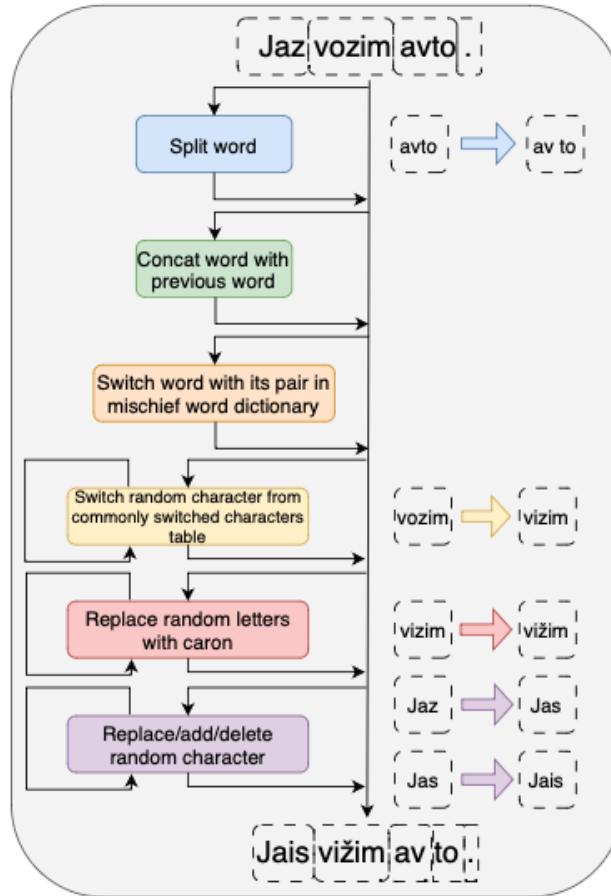 Jaz vozim avto .
Split word
avto
av to
Concat word with
previous word
Switch word with its pair in
mischief word dictionary
Switch random character from
commonly switched characters
table
vozim
vizim
Replace random letters
with caron
vizim
vižim
Jaz
Jas
Replace/add/delete
random character
Jas
Jais
Jais vižim av to .